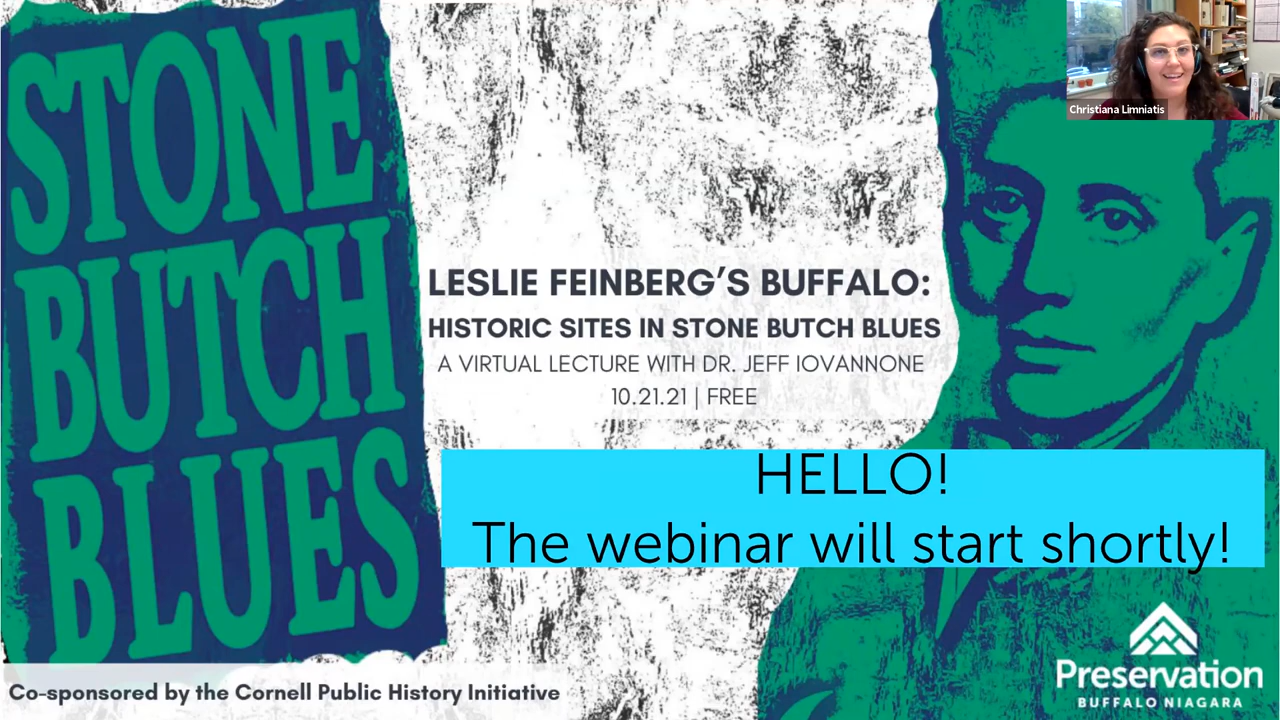 STONE
BUTCH
BLUES
Christiana Limniatis
LESLIE FEINBERG'S BUFFALO:
HISTORIC SITES IN STONE BUTCH BLUES
A VIRTUAL LECTURE WITH DR. JEFF IOVANNONE
10.21.21 | FREE
HELLO!
The webinar will start shortly!
Co-sponsored by the Cornell Public History Initiative
Preservation
BUFFALO NIAGARA